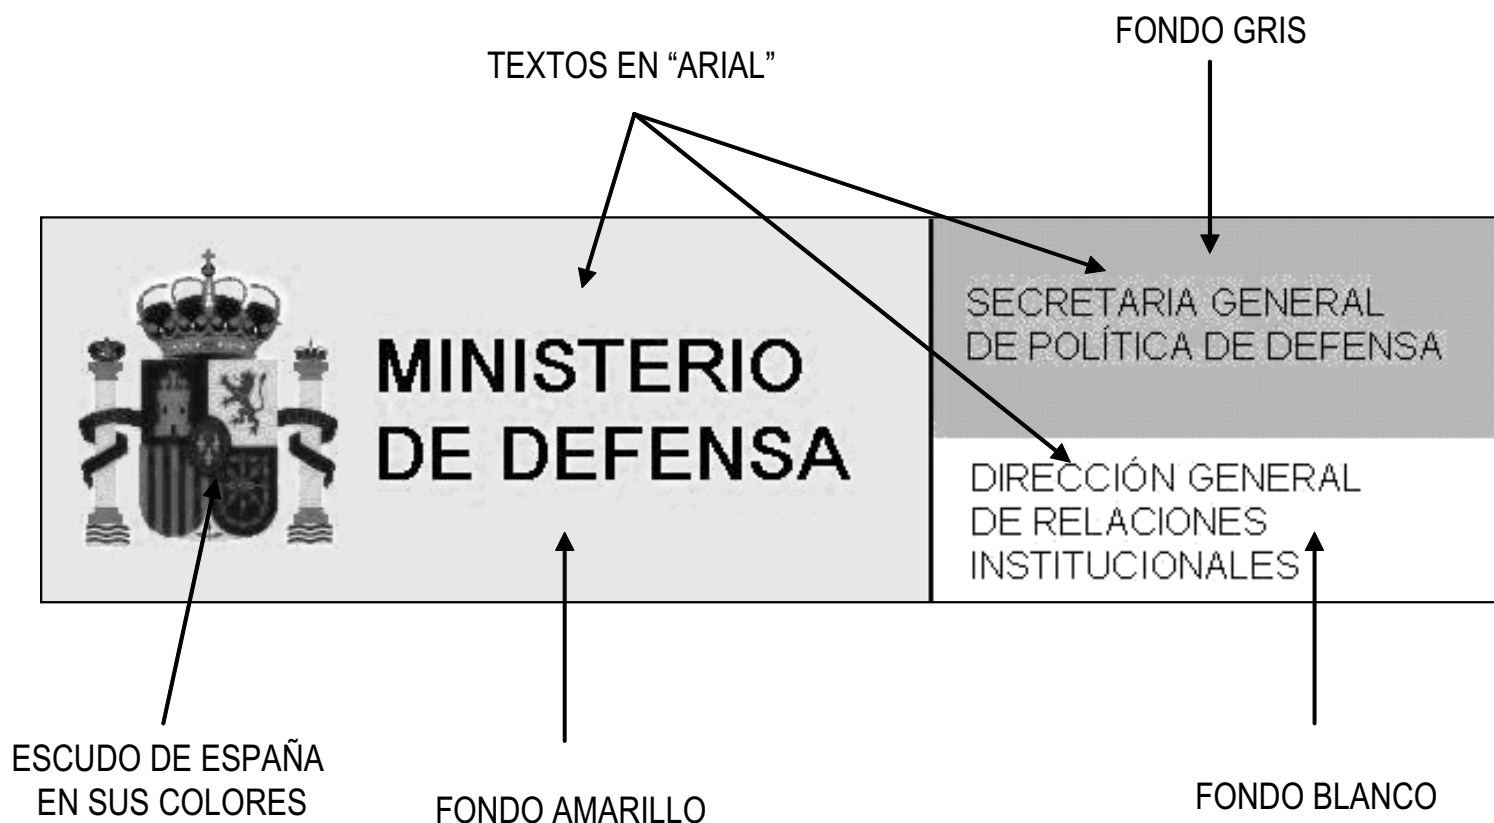 FONDO GRIS
TEXTOS EN “ARIAL”
SECRETARIA GENERAL
DE POLÍTICA DE DEFENSA
MINISTERIO
DE DEFENSA
DIRECCIÓN GENERAL
DE RELACIONES
INSTITUCIONALES
ESCUDO DE ESPAÑA
EN SUS COLORES
FONDO AMARILLO
FONDO BLANCO